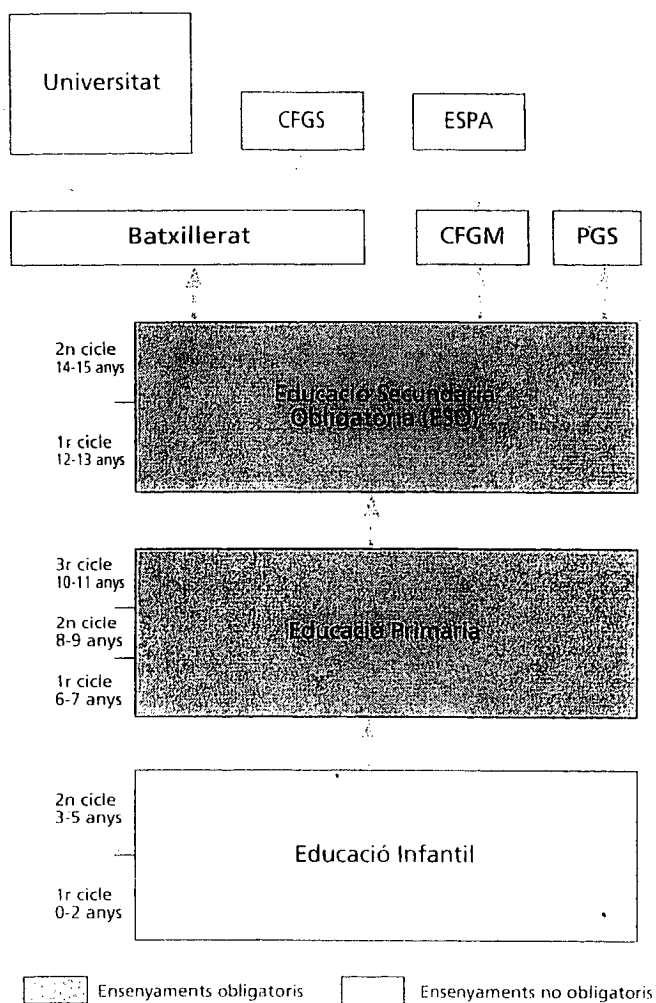 Universitat
CFGS
ESPA
Batxillerat
CFGM
PGS
2n cicle
14-15 anys
Educació Secundària
Obligatòria (ESO)
1r cicle
12-13 anys
3r cicle
10-11 anys
2n cicle
8-9 anys
Educació Primària
1r cicle
6-7 anys
2n cicle
3-5 anys
Educació Infantil
1r cicle
0-2 anys
Ensenyaments obligatoris
Ensenyaments no obligatoris